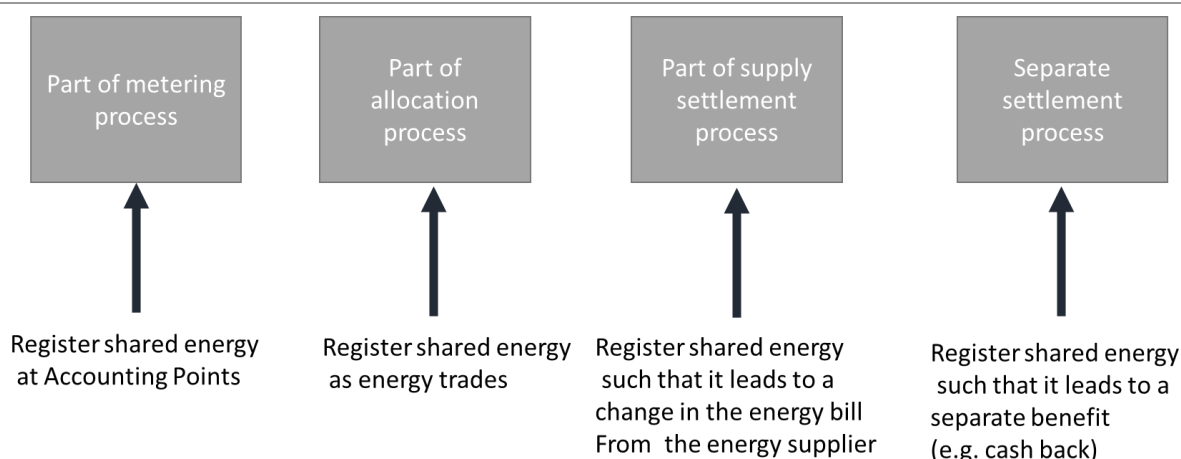 Part of metering
process
Part of
allocation
process
Part of supply
settlement
process
Separate
settlement
process
Register shared energy
at Accounting Points
Register shared energy
as energy trades
Register shared energy
such that it leads to a
change in the energy bill
From the energy supplier
Register shared energy
such that it leads to a
separate benefit
(e.g. cash back)